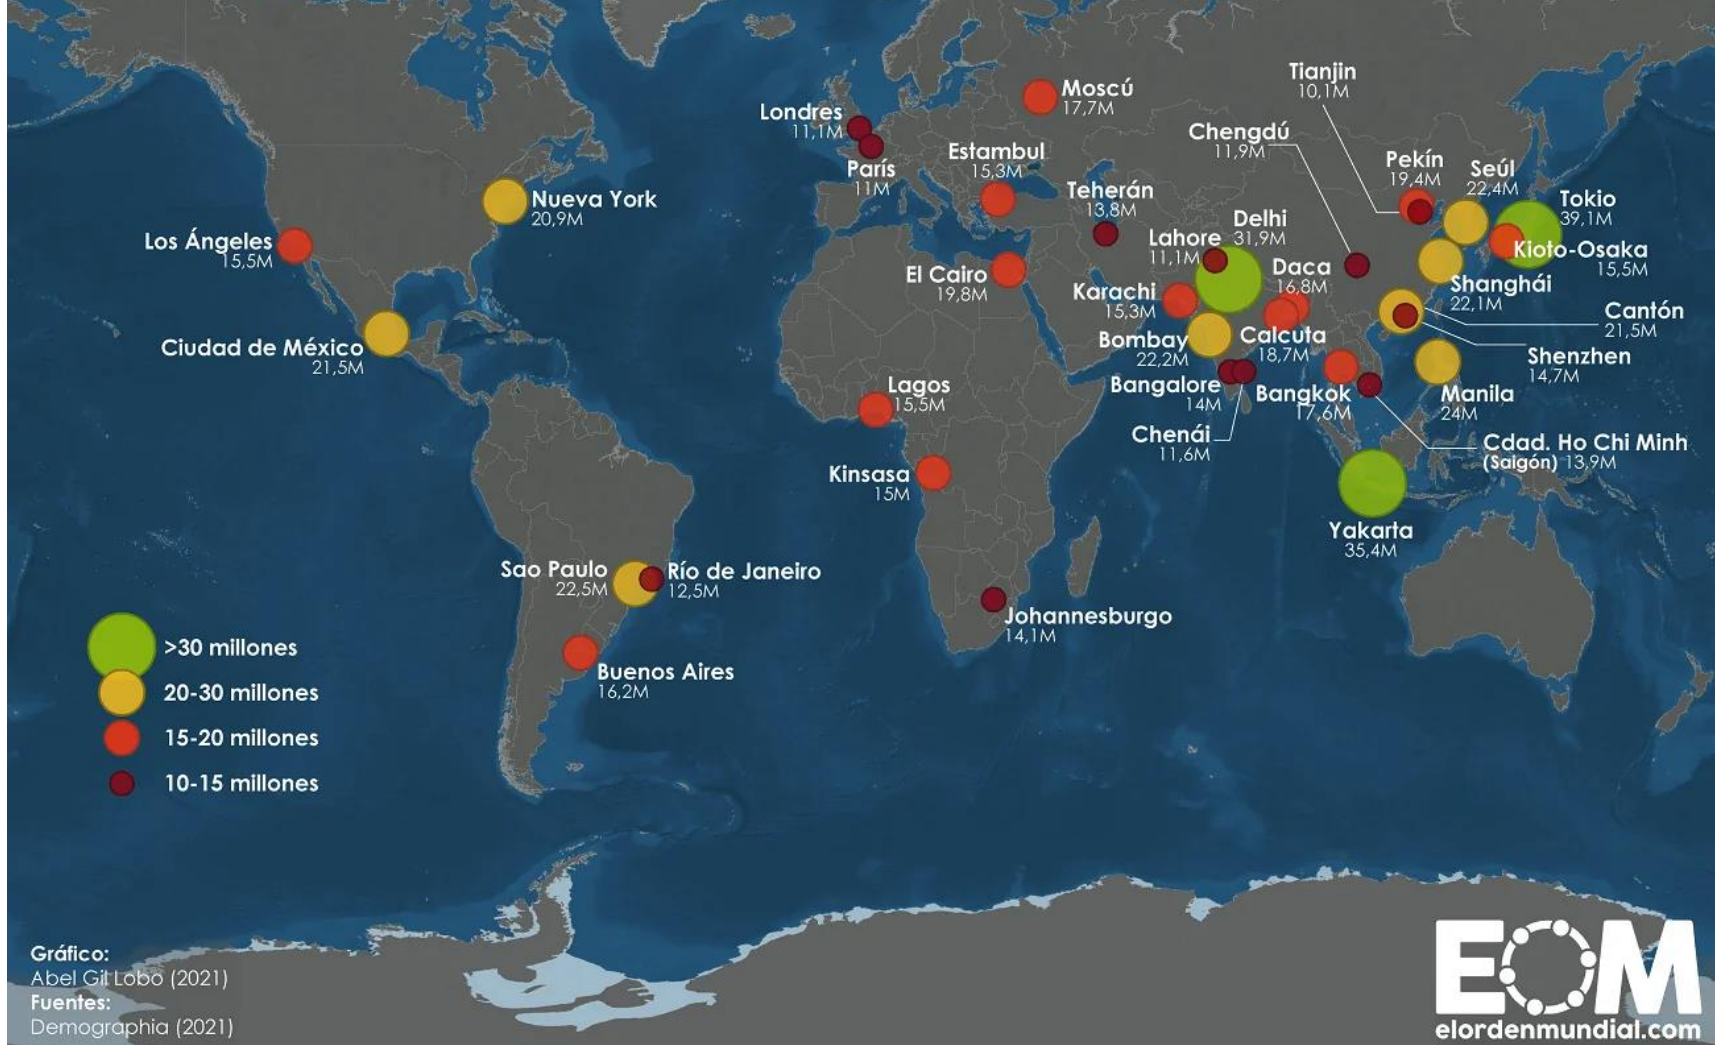 Tianjin
10,1M
Moscú
17,7M
Londres
11,1M
Chengdú
11,9M
París
11M
Estambul
15,3M
Pekín
19,4M
Seúl
22,4M
Teherán
13,8M
Tokio
39,1M
Nueva York
20,9M
Delhi
31,9M
Lahore
11,1M
Los Ángeles
15,5M
Kioto-Osaka
15,5M
El Cairo
19,8M
Daca
16,8M
Karachi
15,3M
Shanghái
22,1M
Cantón
21,5M
Ciudad de México
21,5M
Bombay
22,2M
Calcuta
18,7M
Shenzhen
14,7M
Lagos
15,5M
Bangalore
14M
Bangkok
17,6M
Manila
24M
Chenái
11,6M
Cdad. Ho Chi Minh
(Saigón) 13,9M
Kinsasa
15M
Yakarta
35,4M
Sao Paulo
22,5M
Río de Janeiro
12,5M
Johannesburgo
14,1M
Buenos Aires
16,2M
>30 millones
20-30 millones
15-20 millones
10-15 millones
Gráfico:
Abel Gil Lobo (2021)
Fuentes:
Demographia (2021)
EOM
elordenmundial.com